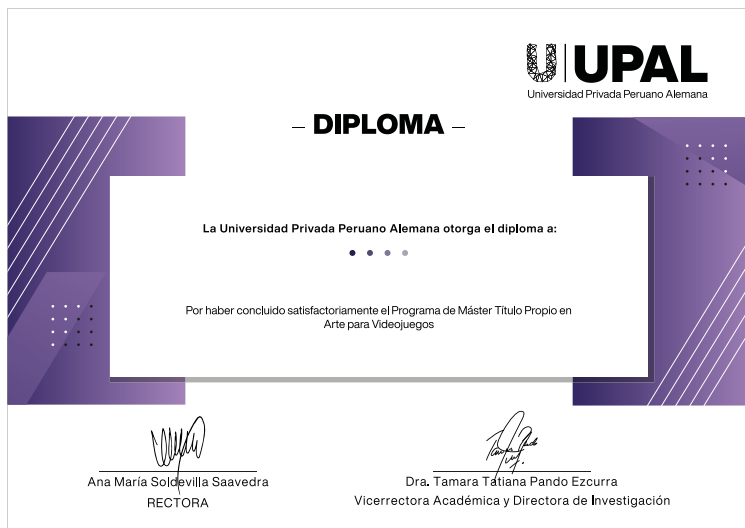 UPAL
Universidad Privada Peruano Alemana
– DIPLOMA –
La Universidad Privada Peruano Alemana otorga el diploma a:
Por haber concluido satisfactoriamente el Programa de Máster Título Propio en
Arte para Videojuegos
Ana María Soldevilla Saavedra
RECTORA
Dra. Tamara Tatiana Pando Ezcurra
Vicerrectora Académica y Directora de Investigación